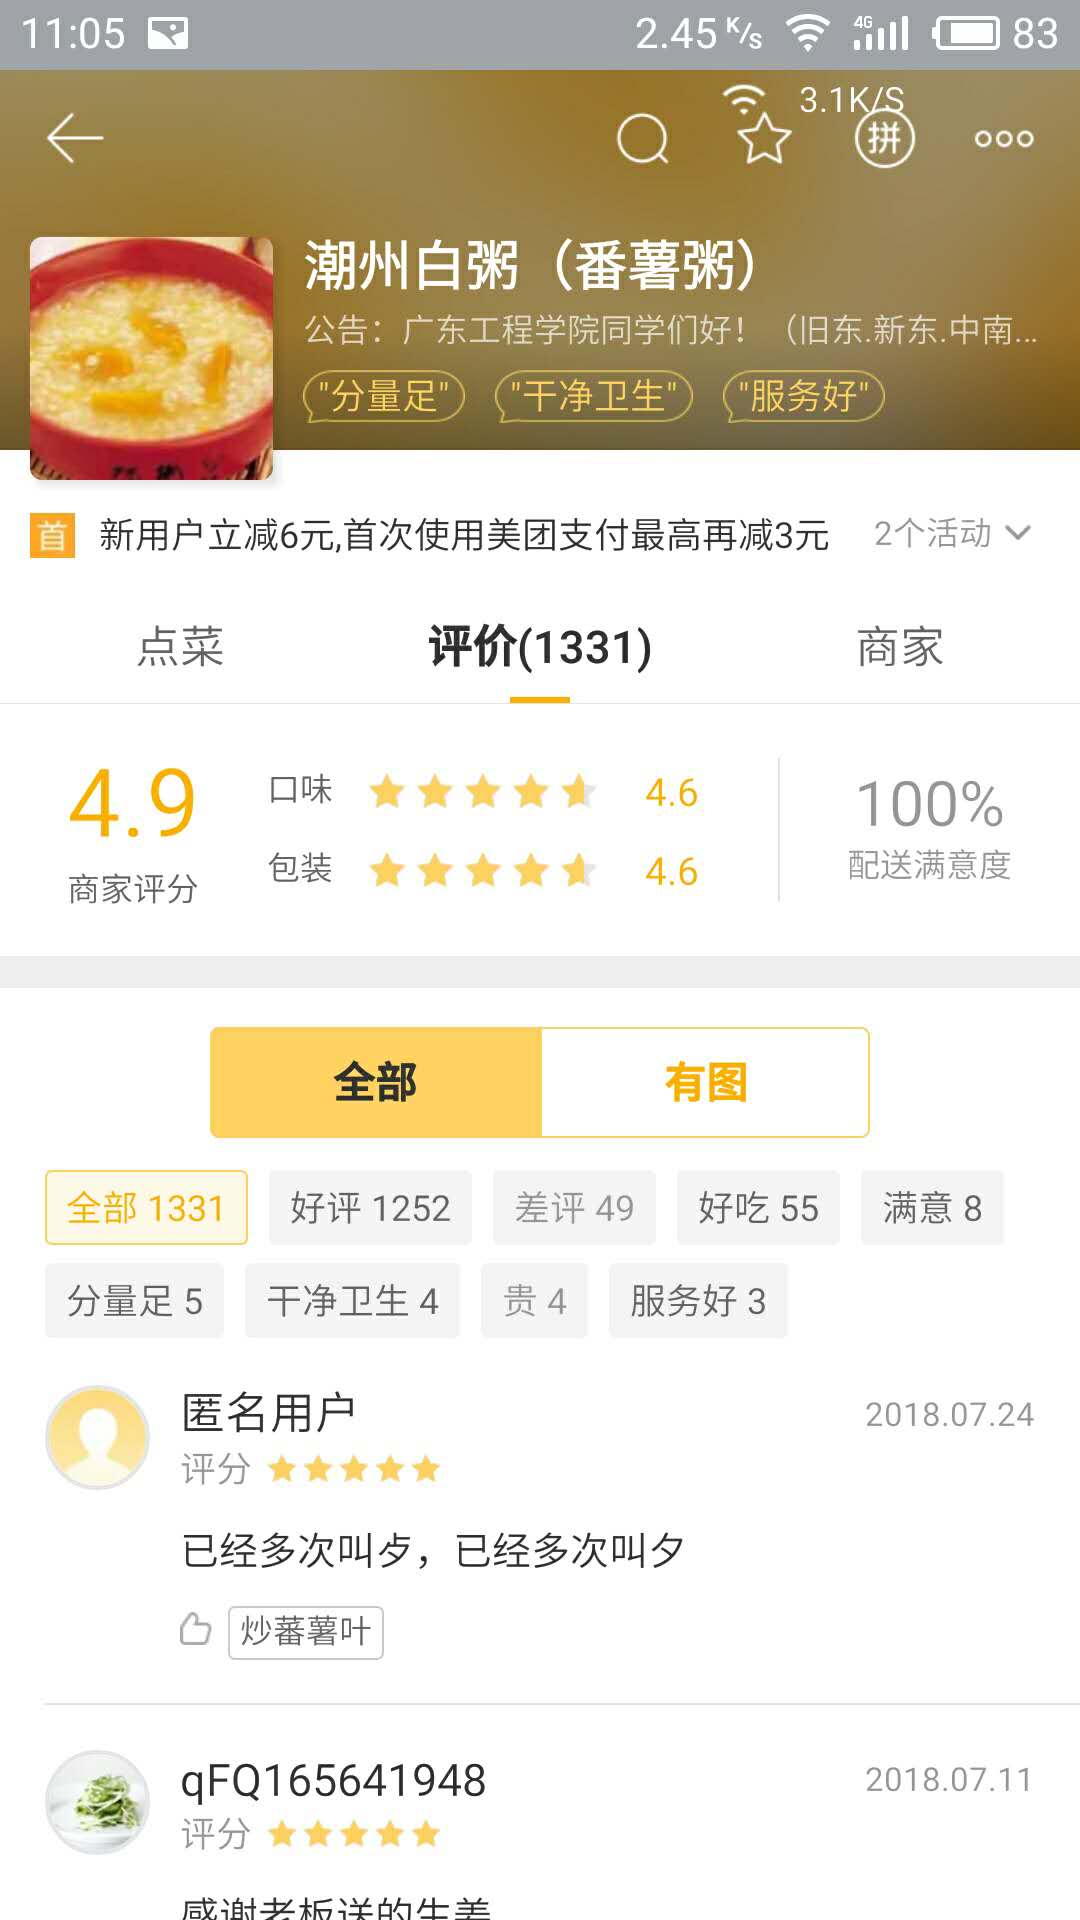 11:05 2.45 K/s 4G 83
3.1K/S
拼
潮州白粥（番薯粥）
公告：广东工程学院同学们好！（旧东.新东.中南...
"分量足" "干净卫生" "服务好"
首 新用户立减6元,首次使用美团支付最高再减3元 2个活动
点菜 评价(1331) 商家
4.9 口味 4.6 100%
商家评分 包装 4.6 配送满意度
全部 有图
全部 1331 好评 1252 差评 49 好吃 55 满意 8
分量足 5 干净卫生 4 贵 4 服务好 3
匿名用户 2018.07.24
评分
已经多次叫歺，已经多次叫夕
炒蕃薯叶
qFQ165641948 2018.07.11
评分
感谢老板送的生姜